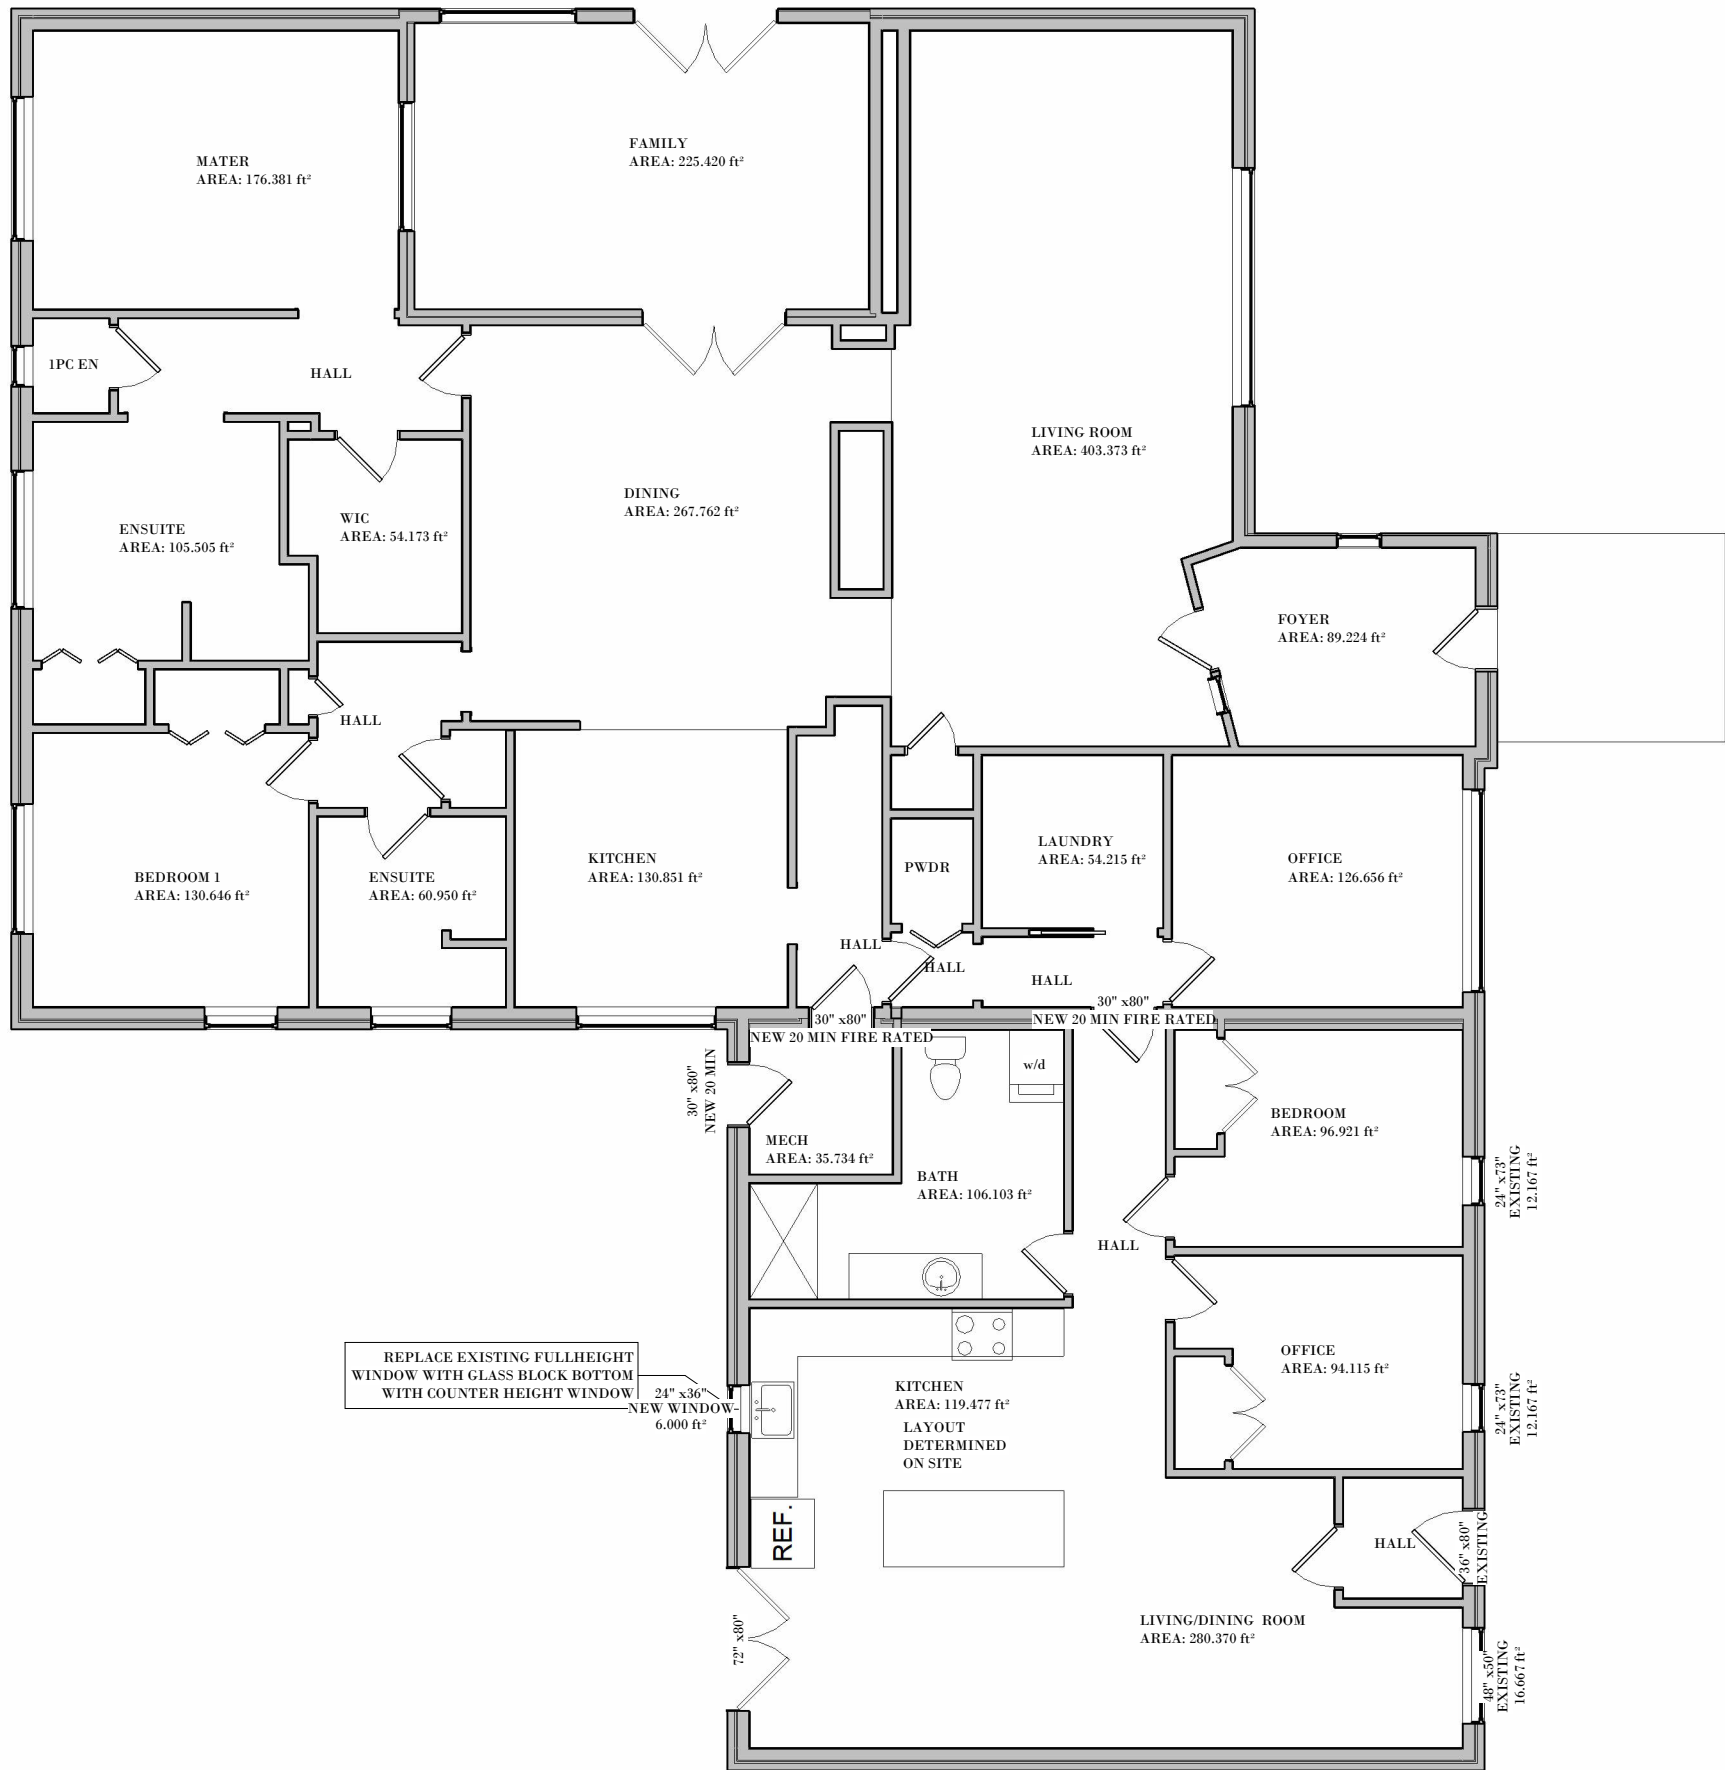 MATER
AREA: 176.381 ft²
FAMILY
AREA: 225.420 ft²
1PC EN
HALL
LIVING ROOM
AREA: 403.373 ft²
DINING
AREA: 267.762 ft²
WIC
AREA: 54.173 ft²
ENSUITE
AREA: 105.505 ft²
FOYER
AREA: 89.224 ft²
HALL
BEDROOM 1
AREA: 130.646 ft²
ENSUITE
AREA: 60.950 ft²
KITCHEN
AREA: 130.851 ft²
PWDR
LAUNDRY
AREA: 54.215 ft²
OFFICE
AREA: 126.656 ft²
HALL
HALL
HALL
30" x80"
NEW 20 MIN FIRE RATED
30" x80"
NEW 20 MIN FIRE RATED
30" x80"
NEW 20 MIN
w/d
MECH
AREA: 35.734 ft²
BATH
AREA: 106.103 ft²
BEDROOM
AREA: 96.921 ft²
24" x73"
EXISTING
12.167 ft²
HALL
OFFICE
AREA: 94.115 ft²
24" x73"
EXISTING
12.167 ft²
REPLACE EXISTING FULLHEIGHT
WINDOW WITH GLASS BLOCK BOTTOM
WITH COUNTER HEIGHT WINDOW
24" x36"
NEW WINDOW
6.000 ft²
KITCHEN
AREA: 119.477 ft²
LAYOUT
DETERMINED
ON SITE
REF.
HALL
36" x80"
EXISTING
72" x80"
LIVING/DINING ROOM
AREA: 280.370 ft²
48" x50"
EXISTING
16.667 ft²